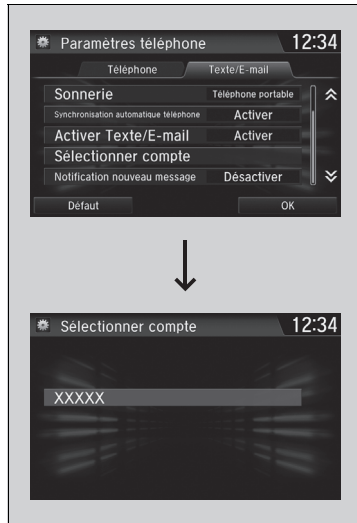 Paramètres téléphone 12:34
Téléphone Texte/E-mail
Sonnerie Téléphone portable
Synchronisation automatique téléphone Activer
Activer Texte/E-mail Activer
Sélectionner compte
Notification nouveau message Désactiver
Défaut OK
Sélectionner compte 12:34
XXXXX